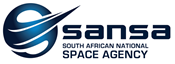 sansa
SOUTH AFRICAN NATIONAL
SPACE AGENCY